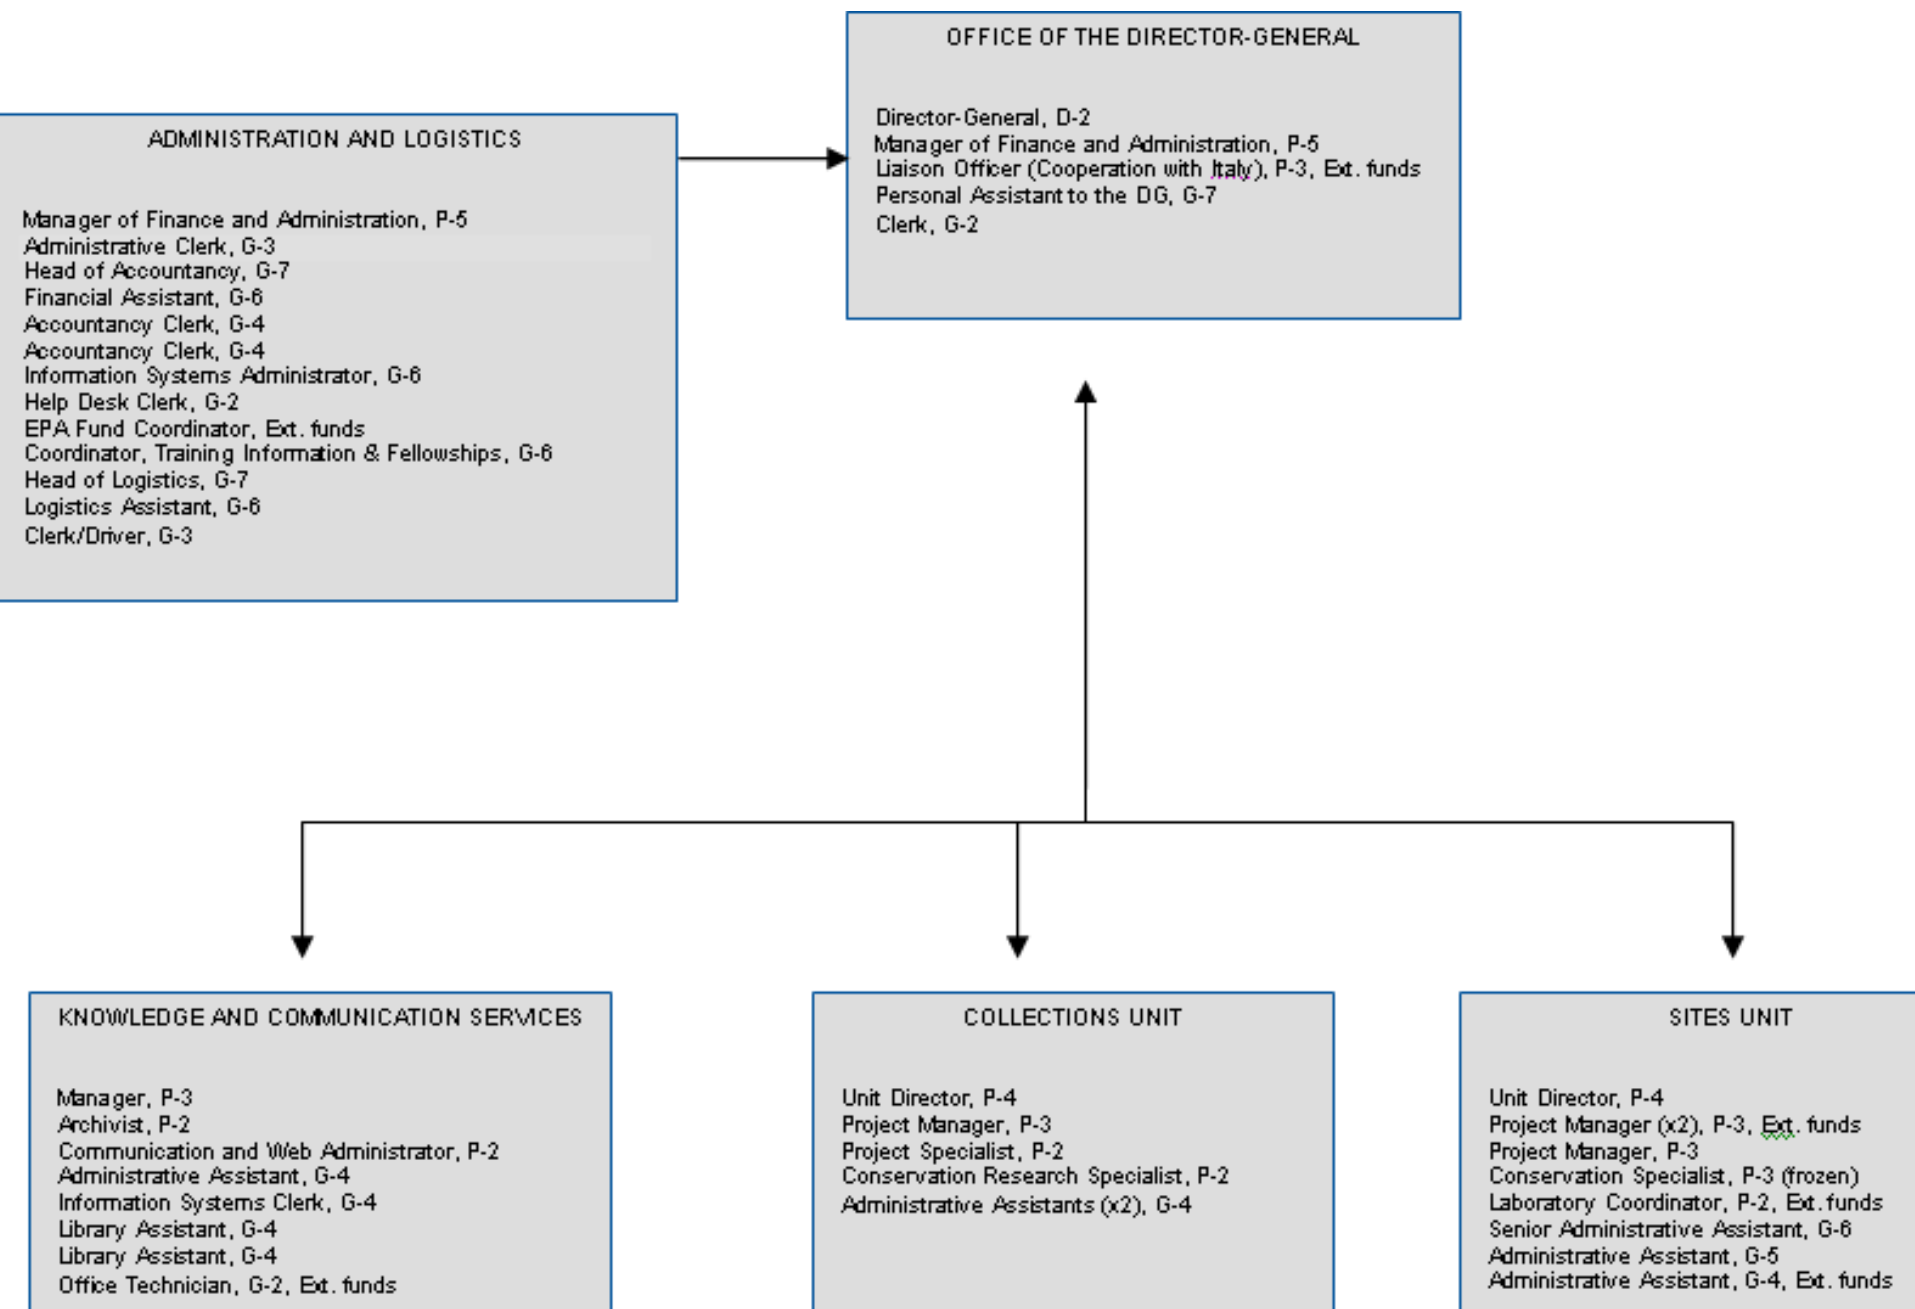 OFFICE OF THE DIRECTOR-GENERAL
Director-General, D-2
Manager of Finance and Administration, P-5
Liaison Officer (Cooperation with Italy), P-3, Ext. funds
Personal Assistant to the DG, G-7
Clerk, G-2
ADMINISTRATION AND LOGISTICS
Manager of Finance and Administration, P-5
Administrative Clerk, G-3
Head of Accountancy, G-7
Financial Assistant, G-6
Accountancy Clerk, G-4
Accountancy Clerk, G-4
Information Systems Administrator, G-6
Help Desk Clerk, G-2
EPA Fund Coordinator, Ext. funds
Coordinator, Training Information & Fellowships, G-6
Head of Logistics, G-7
Logistics Assistant, G-6
Clerk/Driver, G-3
KNOWLEDGE AND COMMUNICATION SERVICES
Manager, P-3
Archivist, P-2
Communication and Web Administrator, P-2
Administrative Assistant, G-4
Information Systems Clerk, G-4
Library Assistant, G-4
Library Assistant, G-4
Office Technician, G-2, Ext. funds
COLLECTIONS UNIT
Unit Director, P-4
Project Manager, P-3
Project Specialist, P-2
Conservation Research Specialist, P-2
Administrative Assistants (x2), G-4
SITES UNIT
Unit Director, P-4
Project Manager (x2), P-3, Ext. funds
Project Manager, P-3
Conservation Specialist, P-3 (frozen)
Laboratory Coordinator, P-2, Ext. funds
Senior Administrative Assistant, G-6
Administrative Assistant, G-5
Administrative Assistant, G-4, Ext. funds